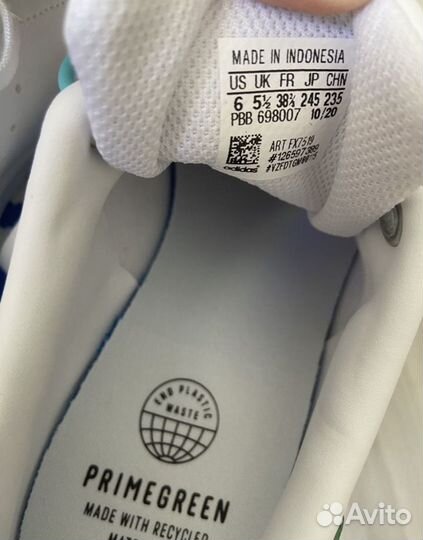 MADE IN INDONESIA
US UK FR JP CHN
6 5½ 38⅔ 245 235
PBB 698007 10/20
ART FX7519
#126597389
adidas
END PLASTIC
WASTE
PRIMEGREEN
MADE WITH RECYCLED
Avito